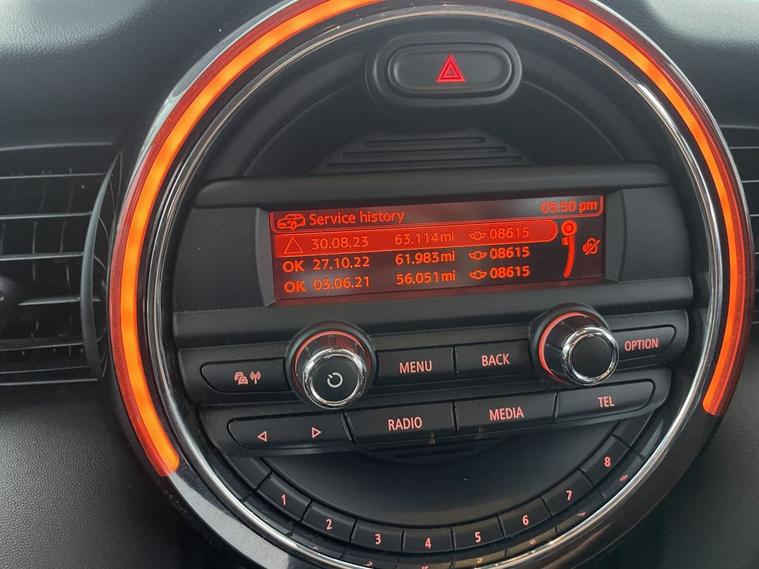 Service history 05:50 pm
30.08.23 63.114mi 08615
OK 27.10.22 61.983mi 08615
OK 03.06.21 56.051mi 08615
MENU BACK OPTION
RADIO MEDIA TEL
1 2 3 4 5 6 7 8